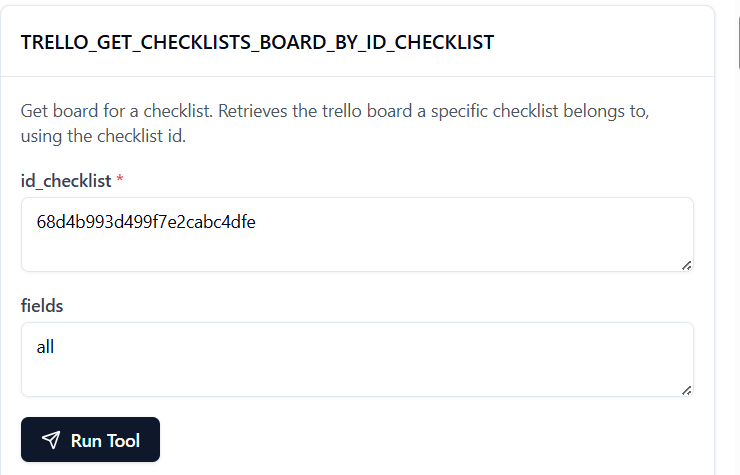 TRELLO_GET_CHECKLISTS_BOARD_BY_ID_CHECKLIST
Get board for a checklist. Retrieves the trello board a specific checklist belongs to,
using the checklist id.
id_checklist *
68d4b993d499f7e2cabc4dfe
fields
all
Run Tool